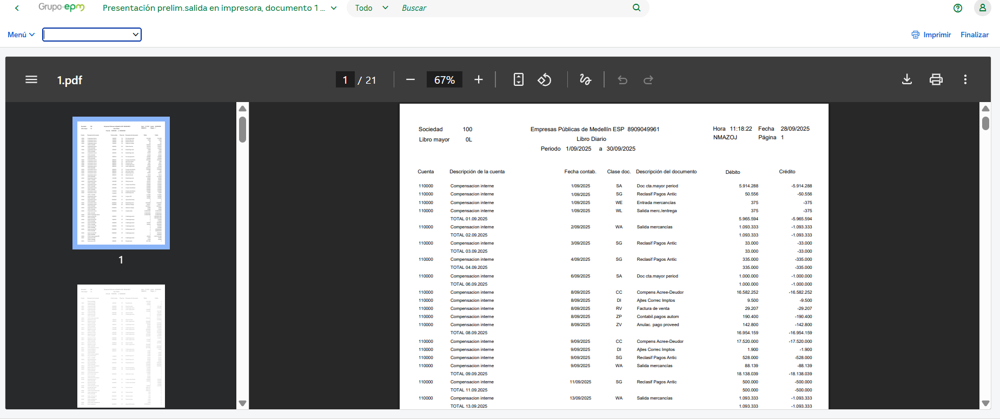 Grupo·epm Presentación prelim.salida en impresora, documento 1 ... Todo Buscar
Menú Imprimir Finalizar
1.pdf 1 / 21 67%
1
Sociedad 100 Empresas Públicas de Medellín ESP 8909049961 Hora 11:18:22 Fecha 28/09/2025
Libro mayor 0L Libro Diario NMAZOJ Página 1
Periodo 1/09/2025 a 30/09/2025
Cuenta Descripción de la cuenta Fecha contab. Clase doc. Descripción del documento Débito Crédito
110000 Compensacion interne 1/09/2025 SA Doc cta.mayor period 5.914.288 -5.914.288
110000 Compensacion interne 1/09/2025 SG Reclasif Pagos Antic 50.556 -50.556
110000 Compensacion interne 1/09/2025 WE Entrada mercancías 375 -375
110000 Compensacion interne 1/09/2025 WL Salida merc./entrega 375 -375
TOTAL 01.09.2025 5.965.594 -5.965.594
110000 Compensacion interne 2/09/2025 WA Salida mercancías 1.093.333 -1.093.333
TOTAL 02.09.2025 1.093.333 -1.093.333
110000 Compensacion interne 3/09/2025 SG Reclasif Pagos Antic 33.000 -33.000
TOTAL 03.09.2025 33.000 -33.000
110000 Compensacion interne 4/09/2025 SG Reclasif Pagos Antic 335.000 -335.000
TOTAL 04.09.2025 335.000 -335.000
110000 Compensacion interne 6/09/2025 SA Doc cta.mayor period 1.000.000 -1.000.000
TOTAL 06.09.2025 1.000.000 -1.000.000
110000 Compensacion interne 8/09/2025 CC Compens Acree-Deudor 16.582.252 -16.582.252
110000 Compensacion interne 8/09/2025 DI Ajtes Correc Imptos 9.500 -9.500
110000 Compensacion interne 8/09/2025 RV Factura de venta 29.207 -29.207
110000 Compensacion interne 8/09/2025 ZP Contabil.pagos autom 190.400 -190.400
110000 Compensacion interne 8/09/2025 ZV Anulac. pago proveed 142.800 -142.800
TOTAL 08.09.2025 16.954.159 -16.954.159
110000 Compensacion interne 9/09/2025 CC Compens Acree-Deudor 17.520.000 -17.520.000
110000 Compensacion interne 9/09/2025 DI Ajtes Correc Imptos 1.900 -1.900
110000 Compensacion interne 9/09/2025 SG Reclasif Pagos Antic 528.000 -528.000
110000 Compensacion interne 9/09/2025 WA Salida mercancías 88.139 -88.139
TOTAL 09.09.2025 18.138.039 -18.138.039
110000 Compensacion interne 11/09/2025 SG Reclasif Pagos Antic 500.000 -500.000
TOTAL 11.09.2025 500.000 -500.000
110000 Compensacion interne 13/09/2025 WA Salida mercancías 1.093.333 -1.093.333
TOTAL 13.09.2025 1.093.333 -1.093.333